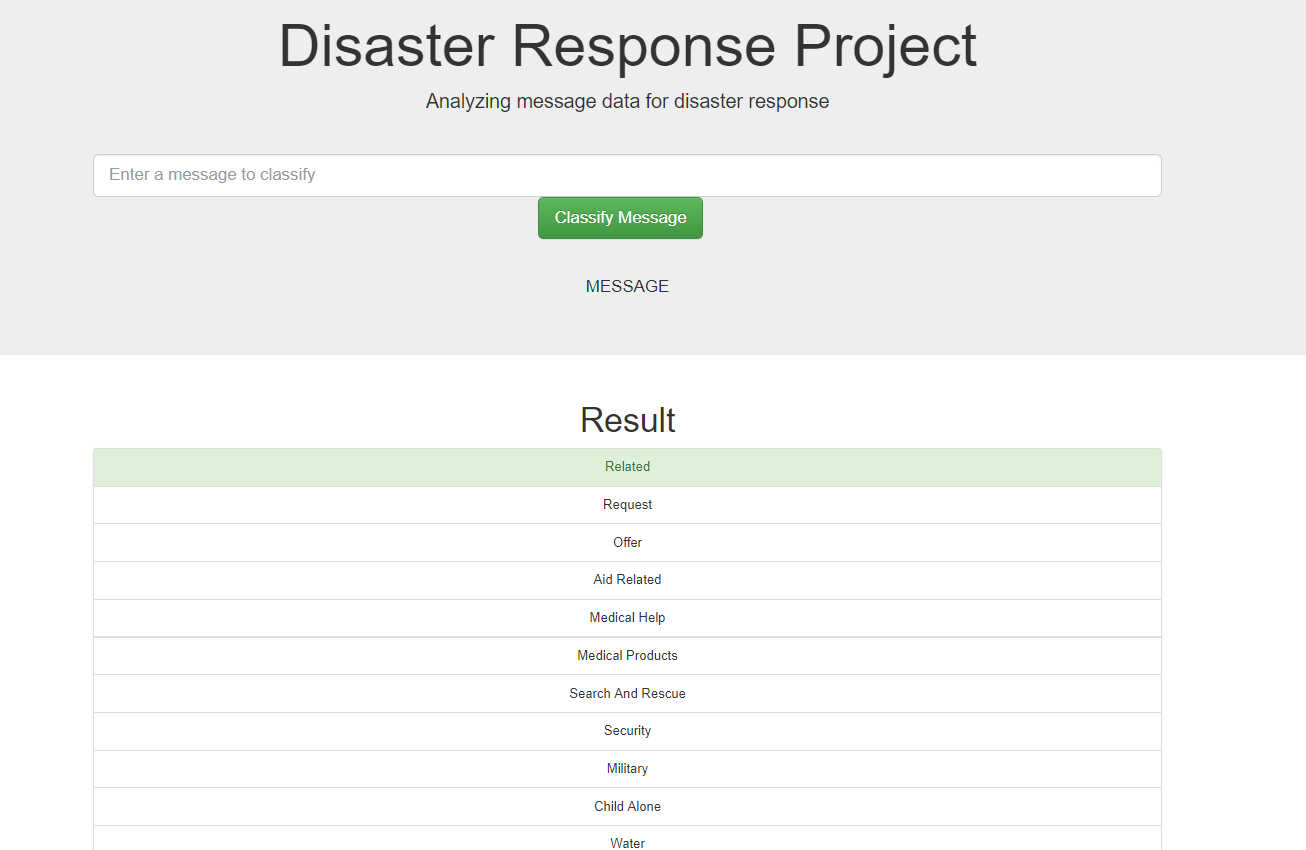 Disaster Response Project
Analyzing message data for disaster response
Enter a message to classify
Classify Message
MESSAGE
Result
Related
Request
Offer
Aid Related
Medical Help
Medical Products
Search And Rescue
Security
Military
Child Alone
Water